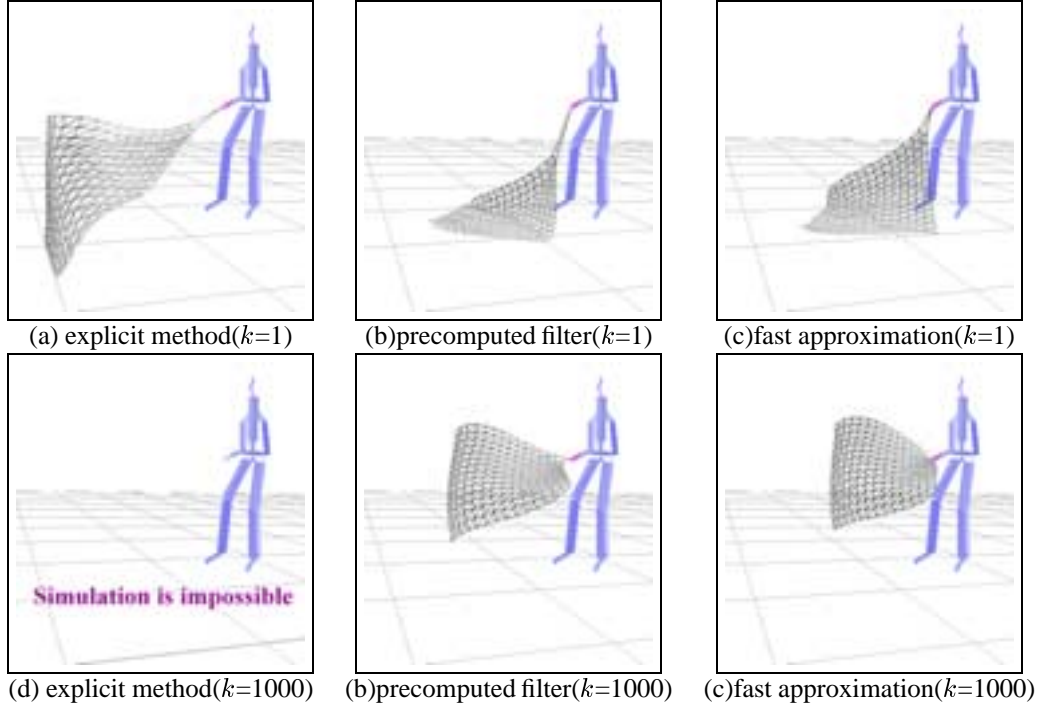 (a) explicit method(k=1)
(b)precomputed filter(k=1)
(c)fast approximation(k=1)
Simulation is impossible
(d) explicit method(k=1000)
(b)precomputed filter(k=1000)
(c)fast approximation(k=1000)